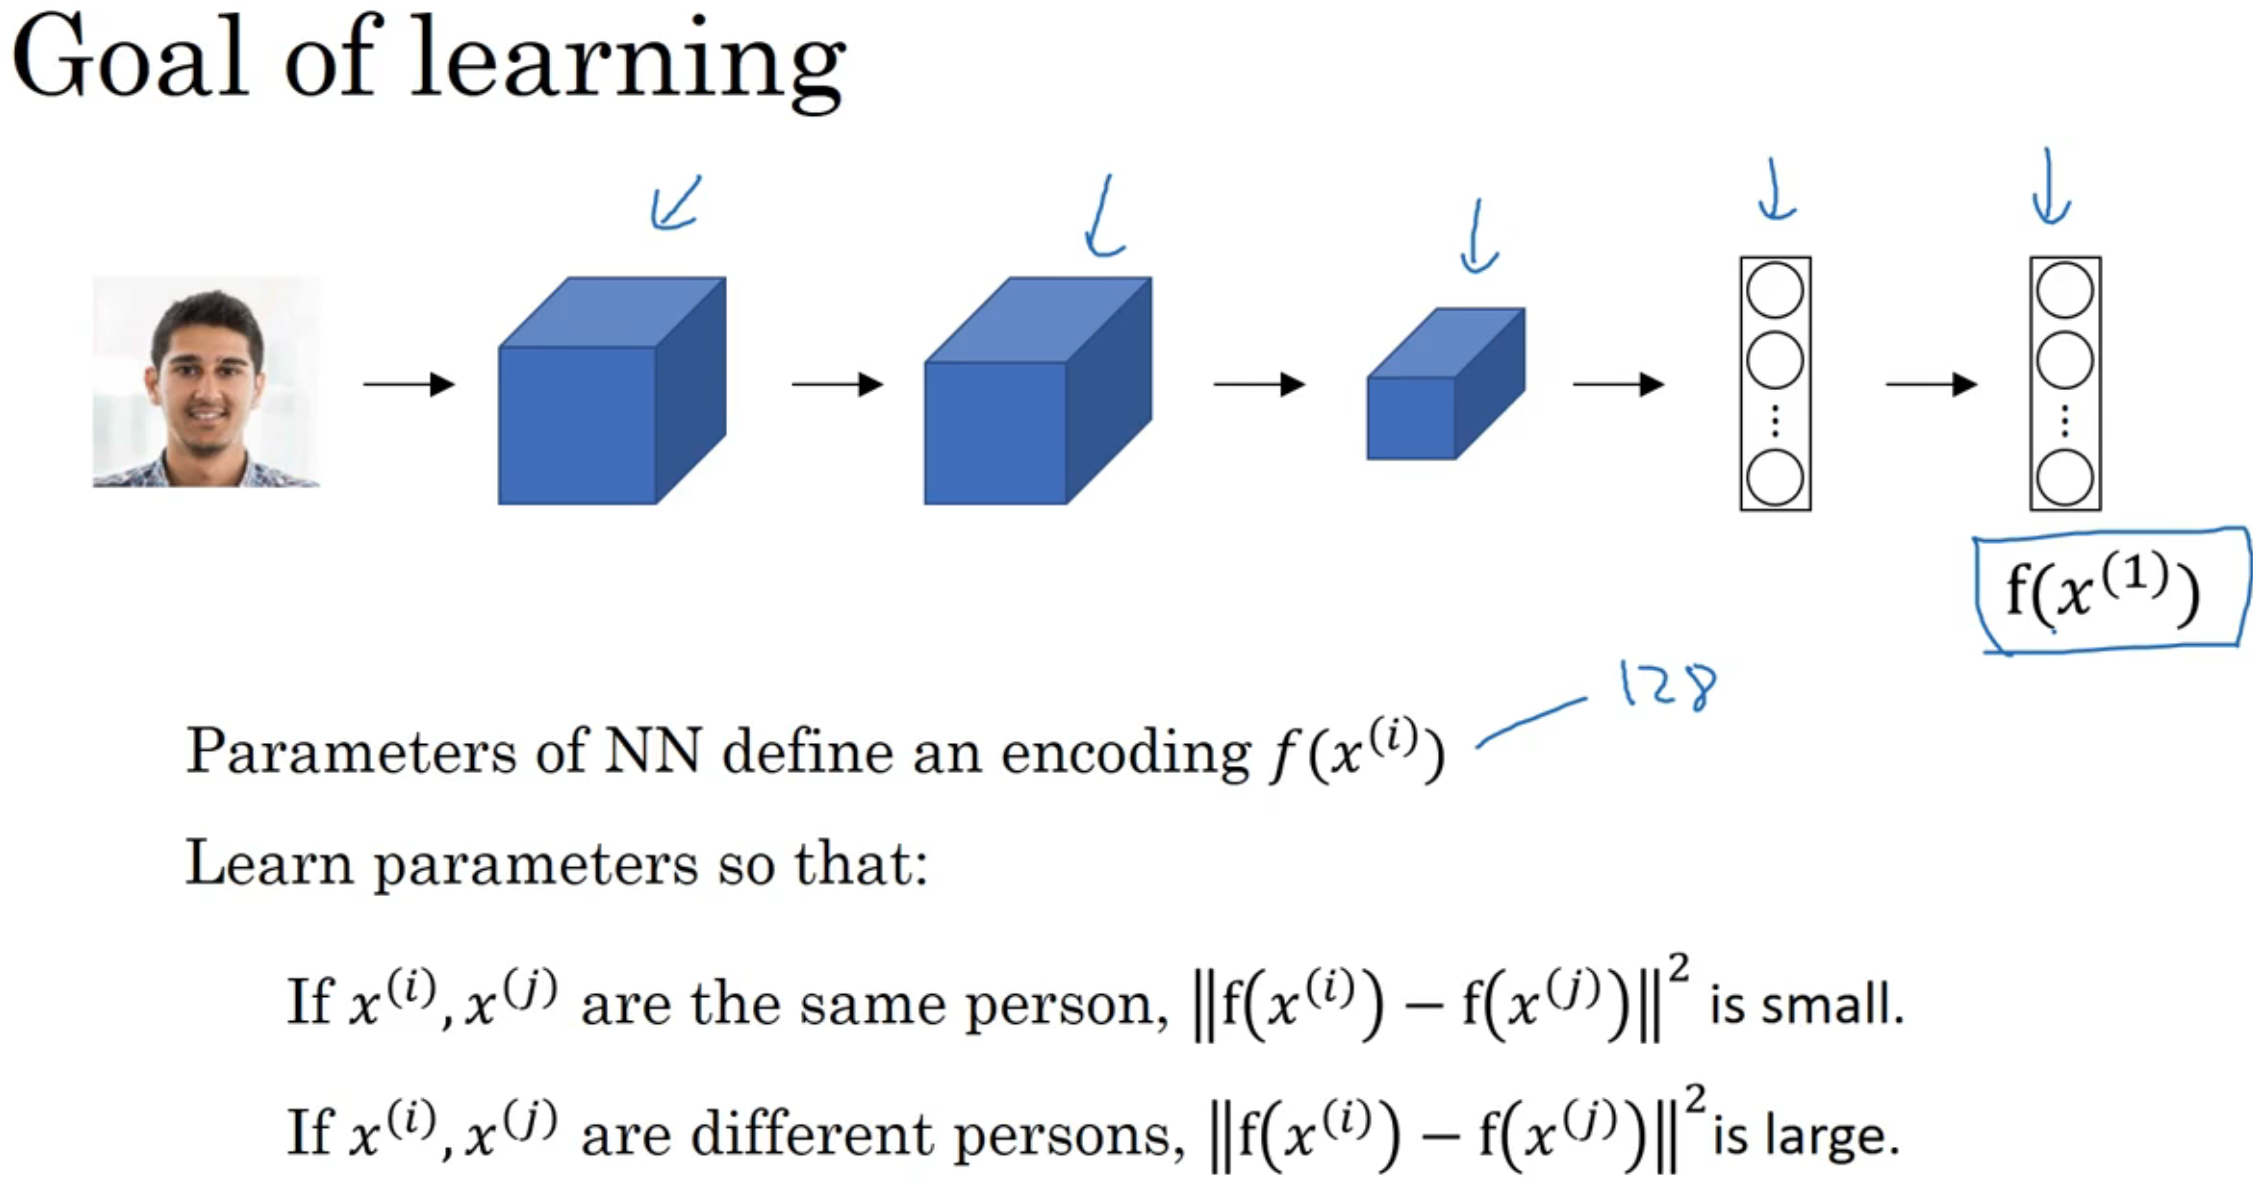 Goal of learning
f(x⁽¹⁾)
128
Parameters of NN define an encoding f(x⁽ⁱ⁾)
Learn parameters so that:
If x⁽ⁱ⁾, x⁽ʲ⁾ are the same person, ‖f(x⁽ⁱ⁾) − f(x⁽ʲ⁾)‖² is small.
If x⁽ⁱ⁾, x⁽ʲ⁾ are different persons, ‖f(x⁽ⁱ⁾) − f(x⁽ʲ⁾)‖² is large.